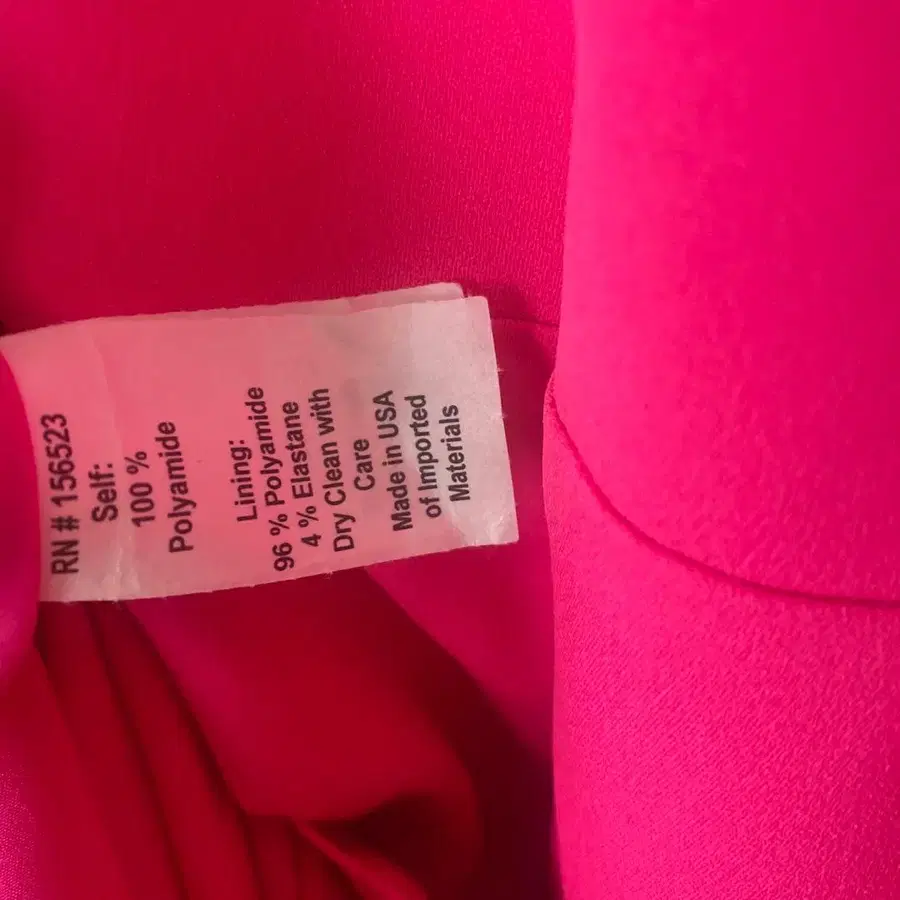 RN # 156523
Self:
100 %
Polyamide
Lining:
96 % Polyamide
4 % Elastane
Dry Clean with
Care
Made in USA
of Imported
Materials